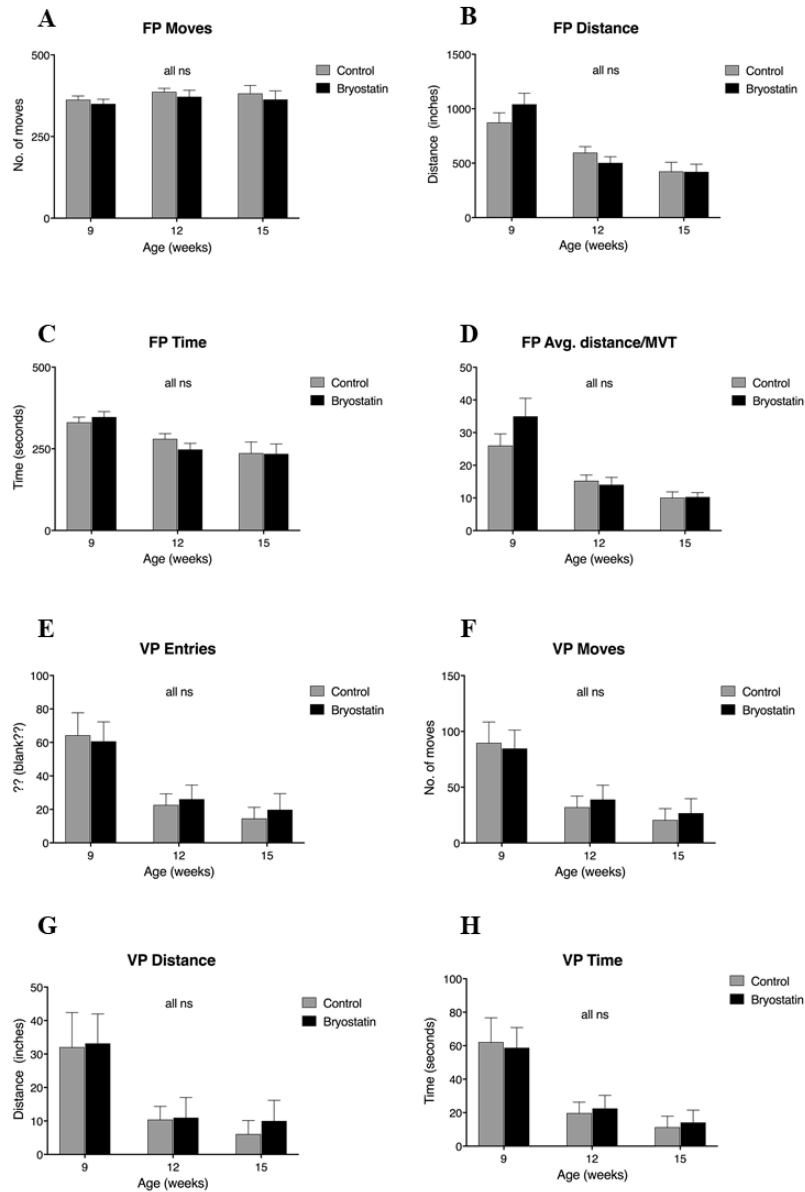 A
FP Moves
all ns
Control
Bryostatin
No. of moves
500
250
0
9
12
15
Age (weeks)
B
FP Distance
all ns
Control
Bryostatin
Distance (inches)
1500
1000
500
0
9
12
15
Age (weeks)
C
FP Time
all ns
Control
Bryostatin
Time (seconds)
500
250
0
9
12
15
Age (weeks)
D
FP Avg. distance/MVT
all ns
Control
Bryostatin
50
40
30
20
10
0
9
12
15
Age (weeks)
E
VP Entries
all ns
Control
Bryostatin
?? (blank??)
100
80
60
40
20
0
9
12
15
Age (weeks)
F
VP Moves
all ns
Control
Bryostatin
No. of moves
150
100
50
0
9
12
15
Age (weeks)
G
VP Distance
all ns
Control
Bryostatin
Distance (inches)
50
40
30
20
10
0
9
12
15
Age (weeks)
H
VP Time
all ns
Control
Bryostatin
Time (seconds)
100
80
60
40
20
0
9
12
15
Age (weeks)